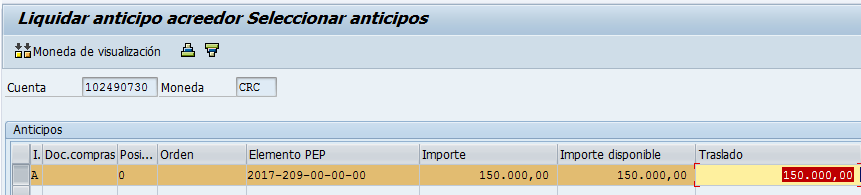 Liquidar anticipo acreedor Seleccionar anticipos
Moneda de visualización
Cuenta 102490730 Moneda CRC
Anticipos
I. Doc.compras Posi... Orden Elemento PEP Importe Importe disponible Traslado
A 0 2017-209-00-00-00 150.000,00 150.000,00 150.000,00